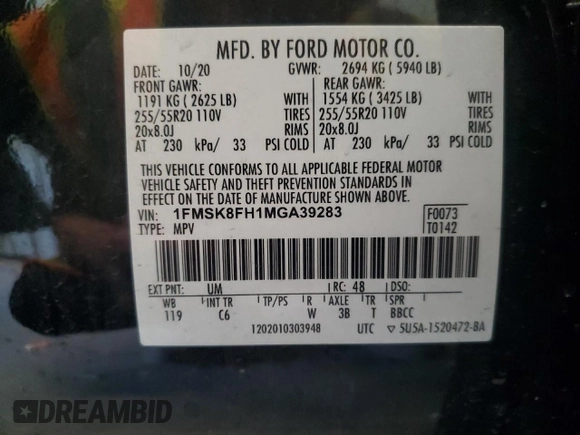 MFD. BY FORD MOTOR CO.
DATE: 10/20 GVWR: 2694 KG ( 5940 LB)
FRONT GAWR: REAR GAWR:
1191 KG ( 2625 LB) WITH 1554 KG ( 3425 LB) WITH
255/55R20 110V TIRES 255/55R20 110V TIRES
20x8.0J RIMS 20x8.0J RIMS
AT 230 kPa/ 33 PSI COLD AT 230 kPa/ 33 PSI COLD
THIS VEHICLE CONFORMS TO ALL APPLICABLE FEDERAL MOTOR
VEHICLE SAFETY AND THEFT PREVENTION STANDARDS IN
EFFECT ON THE DATE OF MANUFACTURE SHOWN ABOVE.
VIN: 1FMSK8FH1MGA39283 F0073
TYPE: MPV T0142
EXT PNT: UM RC: 48 DSO:
WB INT TR TP/PS R AXLE TR SPR
119 C6 W 3B T BBCC
1202010303948 UTC ▽ 5U5A-1520472-BA
DREAMBID